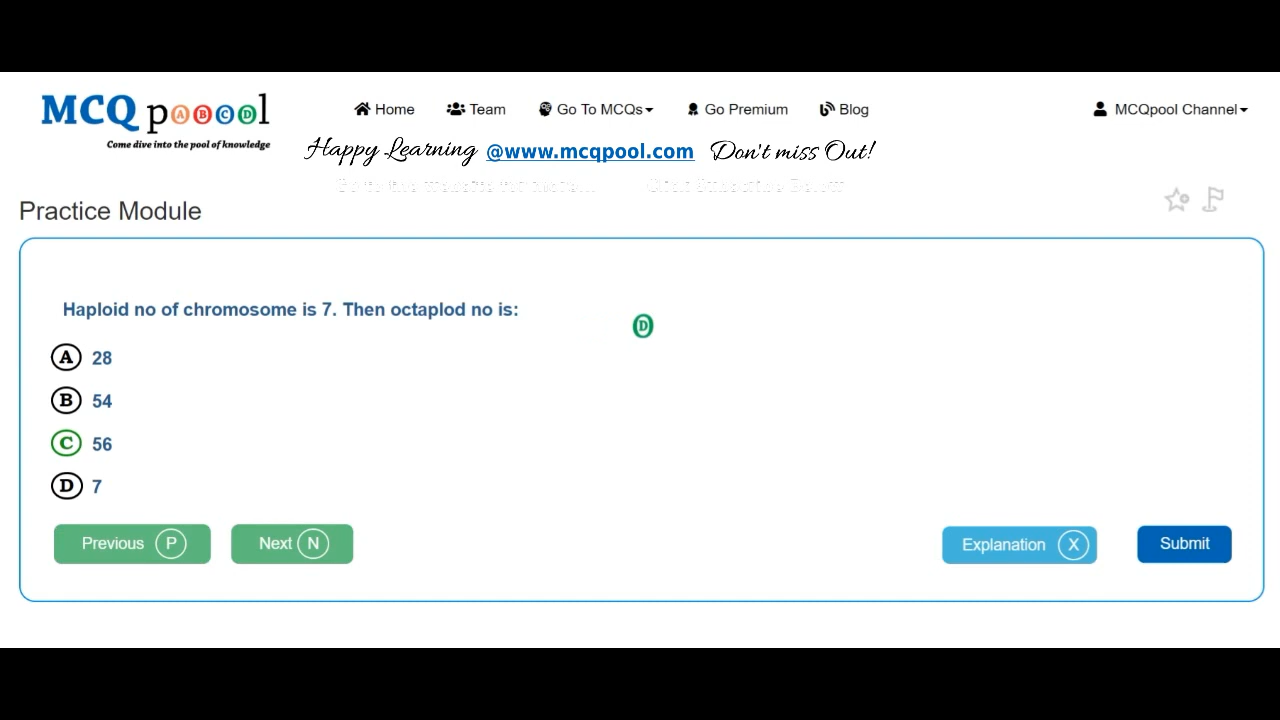 MCQ pABCDl
Come dive into the pool of knowledge
Home Team Go To MCQs Go Premium Blog MCQpool Channel
Happy Learning @www.mcqpool.com Don't miss Out!
Practice Module
Haploid no of chromosome is 7. Then octaplod no is:
D
A 28
B 54
C 56
D 7
Previous P Next N Explanation X Submit